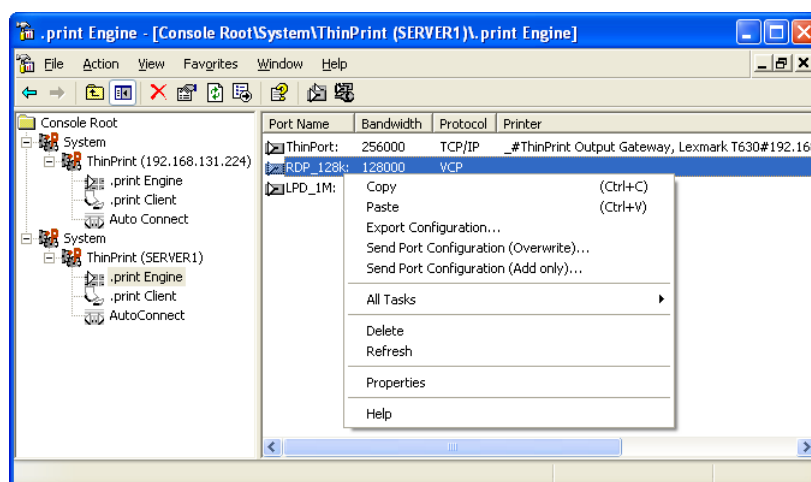 .print Engine - [Console Root\System\ThinPrint (SERVER1)\.print Engine]
File Action View Favorites Window Help
Console Root
System
ThinPrint (192.168.131.224)
.print Engine
.print Client
Auto Connect
System
ThinPrint (SERVER1)
.print Engine
.print Client
AutoConnect
Port Name Bandwidth Protocol Printer
ThinPort: 256000 TCP/IP _#ThinPrint Output Gateway, Lexmark T630#192.16
RDP_128k: 128000 VCP
LPD_1M:
Copy (Ctrl+C)
Paste (Ctrl+V)
Export Configuration...
Send Port Configuration (Overwrite)...
Send Port Configuration (Add only)...
All Tasks
Delete
Refresh
Properties
Help